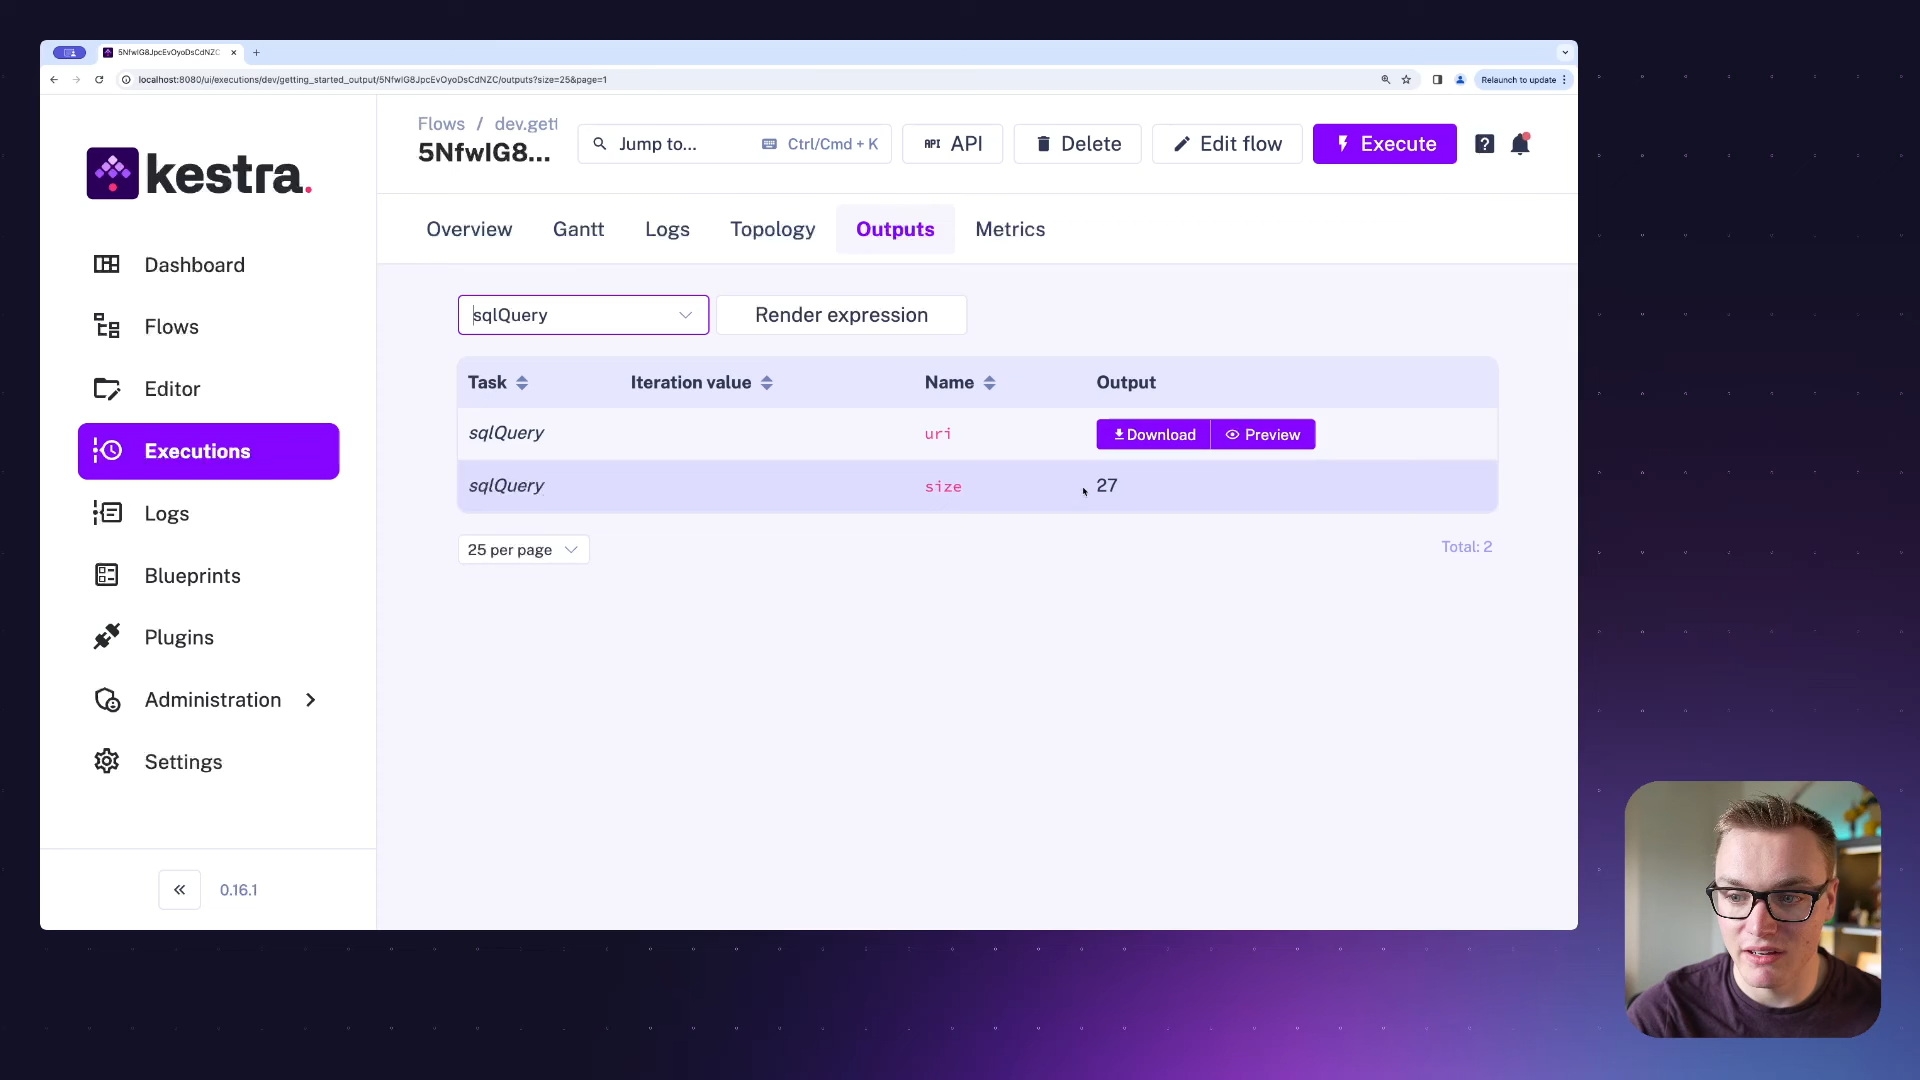 5NfwIG8JpcEvOyoDsCdNZC
localhost:8080/ui/executions/dev/getting_started_output/5NfwIG8JpcEvOyoDsCdNZC/outputs?size=25&page=1
Relaunch to update
kestra.
Dashboard
Flows
Editor
Executions
Logs
Blueprints
Plugins
Administration
Settings
0.16.1
Flows / dev.gett
5NfwIG8...
Jump to... Ctrl/Cmd + K
API API
Delete
Edit flow
Execute
Overview Gantt Logs Topology Outputs Metrics
sqlQuery Render expression
Task Iteration value Name Output
sqlQuery uri Download Preview
sqlQuery size 27
25 per page Total: 2